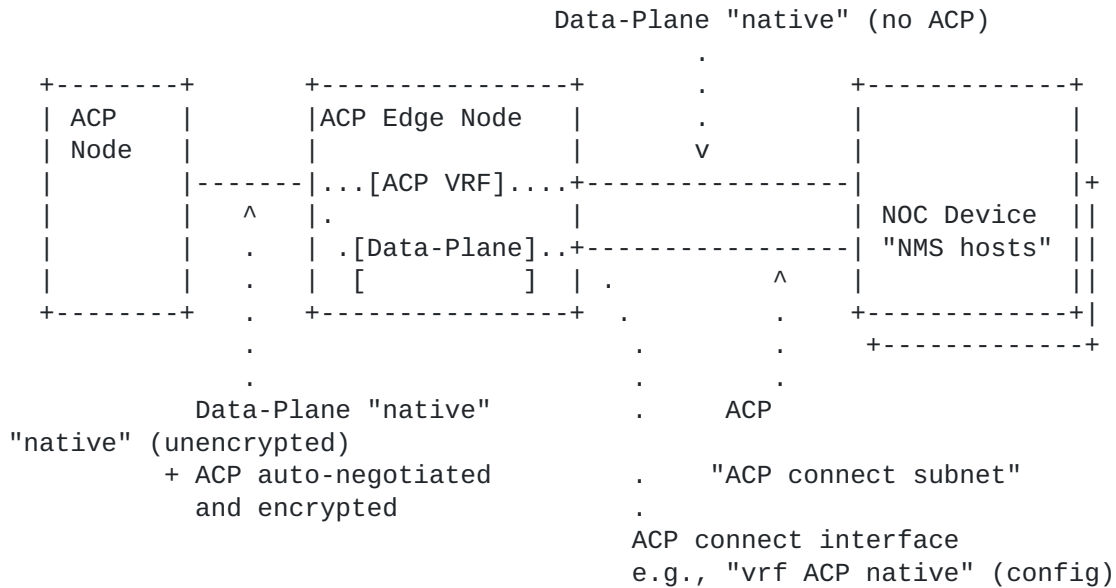 Data-Plane "native" (no ACP)
.
+--------+ +----------------+ . +-------------+
| ACP | |ACP Edge Node | . | |
| Node | | | v | |
| |-------|...[ACP VRF]....+-----------------| |+
| | ^ |. | | NOC Device ||
| | . | .[Data-Plane]..+-----------------| "NMS hosts" ||
| | . | [ ] | . ^ | ||
+--------+ . +----------------+ . . +-------------+|
. . . +-------------+
. . .
Data-Plane "native" . ACP
"native" (unencrypted)
+ ACP auto-negotiated . "ACP connect subnet"
and encrypted .
ACP connect interface
e.g., "vrf ACP native" (config)